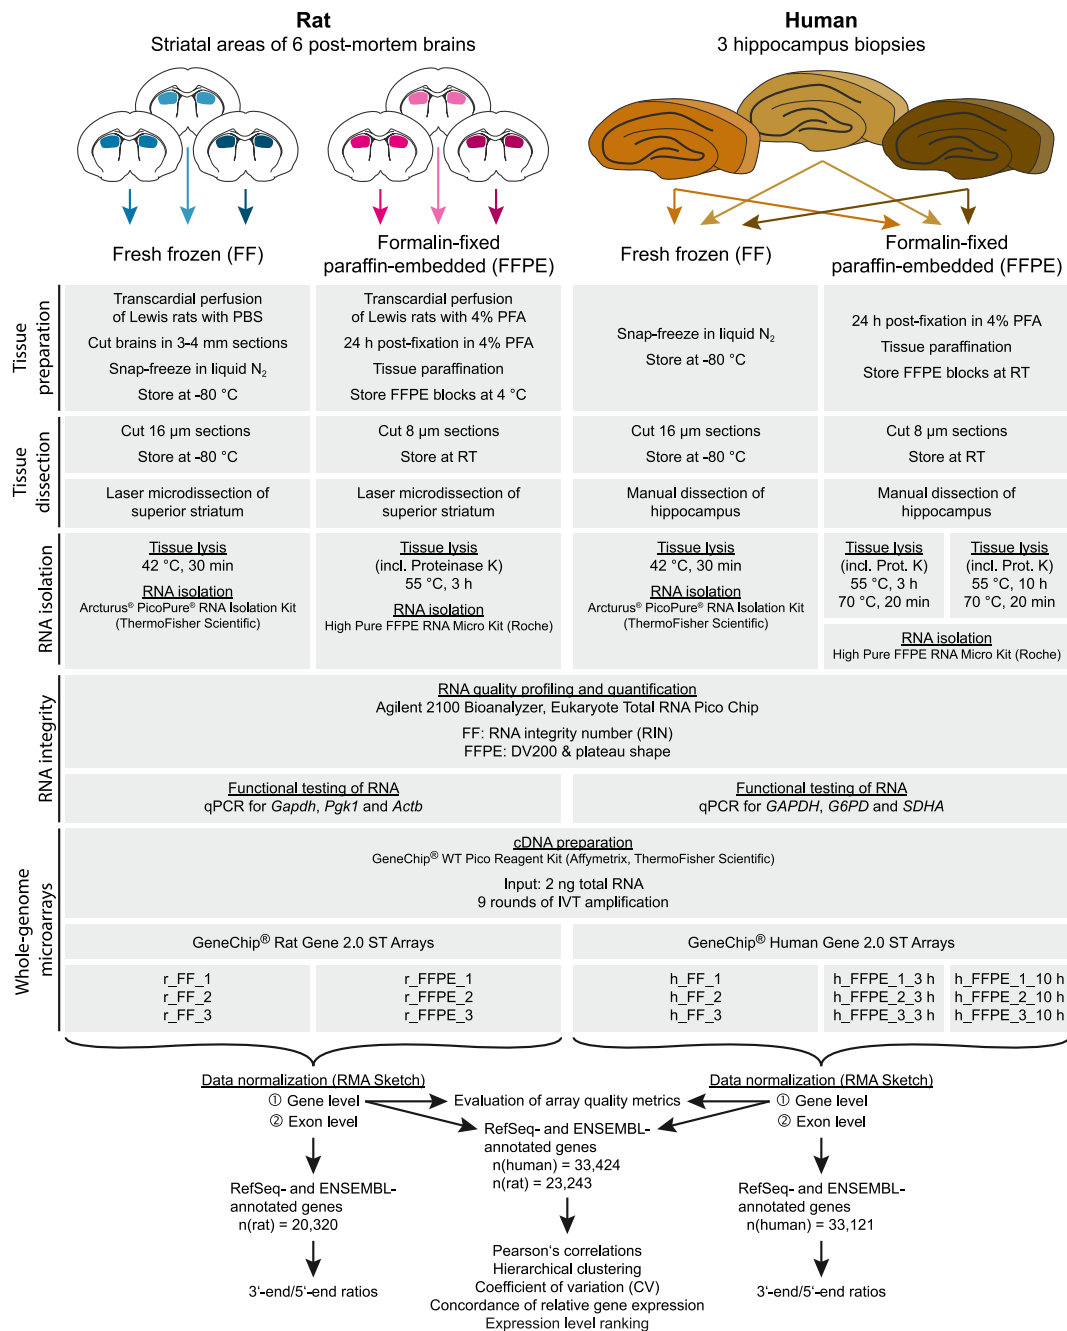 Rat
Striatal areas of 6 post-mortem brains
Human
3 hippocampus biopsies
Fresh frozen (FF)
Formalin-fixed
paraffin-embedded (FFPE)
Fresh frozen (FF)
Formalin-fixed
paraffin-embedded (FFPE)
Tissue
preparation
Transcardial perfusion
of Lewis rats with PBS
Cut brains in 3-4 mm sections
Snap-freeze in liquid N₂
Store at -80 °C
Transcardial perfusion
of Lewis rats with 4% PFA
24 h post-fixation in 4% PFA
Tissue paraffination
Store FFPE blocks at 4 °C
Snap-freeze in liquid N₂
Store at -80 °C
24 h post-fixation in 4% PFA
Tissue paraffination
Store FFPE blocks at RT
Tissue
dissection
Cut 16 µm sections
Store at -80°C
Cut 8 µm sections
Store at RT
Cut 16 µm sections
Store at -80°C
Cut 8 µm sections
Store at RT
Laser microdissection of
superior striatum
Laser microdissection of
superior striatum
Manual dissection of
hippocampus
Manual dissection of
hippocampus
RNA isolation
Tissue lysis
42 °C, 30 min
RNA isolation
Arcturus® PicoPure® RNA Isolation Kit
(ThermoFisher Scientific)
Tissue lysis
(incl. Proteinase K)
55 °C, 3 h
RNA isolation
High Pure FFPE RNA Micro Kit (Roche)
Tissue lysis
42 °C, 30 min
RNA isolation
Arcturus® PicoPure® RNA Isolation Kit
(ThermoFisher Scientific)
Tissue lysis
(incl. Prot. K)
55 °C, 3 h
70 °C, 20 min
Tissue lysis
(incl. Prot. K)
55 °C, 10 h
70 °C, 20 min
RNA isolation
High Pure FFPE RNA Micro Kit (Roche)
RNA integrity
RNA quality profiling and quantification
Agilent 2100 Bioanalyzer, Eukaryote Total RNA Pico Chip
FF: RNA integrity number (RIN)
FFPE: DV200 & plateau shape
Functional testing of RNA
qPCR for Gapdh, Pgk1 and Actb
Functional testing of RNA
qPCR for GAPDH, G6PD and SDHA
Whole-genome
microarrays
cDNA preparation
GeneChip® WT Pico Reagent Kit (Affymetrix, ThermoFisher Scientific)
Input: 2 ng total RNA
9 rounds of IVT amplification
GeneChip® Rat Gene 2.0 ST Arrays
GeneChip® Human Gene 2.0 ST Arrays
r_FF_1
r_FF_2
r_FF_3
r_FFPE_1
r_FFPE_2
r_FFPE_3
h_FF_1
h_FF_2
h_FF_3
h_FFPE_1_3 h
h_FFPE_2_3 h
h_FFPE_3_3 h
h_FFPE_1_10 h
h_FFPE_2_10 h
h_FFPE_3_10 h
Data normalization (RMA Sketch)
① Gene level
② Exon level
Evaluation of array quality metrics
Data normalization (RMA Sketch)
① Gene level
② Exon level
RefSeq- and ENSEMBL-
annotated genes
n(human) = 33,424
n(rat) = 23,243
RefSeq- and ENSEMBL-
annotated genes
n(rat) = 20,320
RefSeq- and ENSEMBL-
annotated genes
n(human) = 33,121
Pearson's correlations
Hierarchical clustering
Coefficient of variation (CV)
Concordance of relative gene expression
Expression level ranking
3'-end/5'-end ratios
3'-end/5'-end ratios